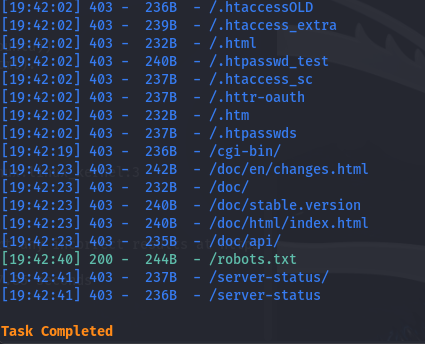 [19:42:02] 403 - 236B - /.htaccessOLD
[19:42:02] 403 - 239B - /.htaccess_extra
[19:42:02] 403 - 232B - /.html
[19:42:02] 403 - 240B - /.htpasswd_test
[19:42:02] 403 - 237B - /.htaccess_sc
[19:42:02] 403 - 237B - /.httr-oauth
[19:42:02] 403 - 232B - /.htm
[19:42:02] 403 - 237B - /.htpasswds
[19:42:19] 403 - 236B - /cgi-bin/
[19:42:23] 403 - 242B - /doc/en/changes.html
[19:42:23] 403 - 232B - /doc/
[19:42:23] 403 - 240B - /doc/stable.version
[19:42:23] 403 - 240B - /doc/html/index.html
[19:42:23] 403 - 235B - /doc/api/
[19:42:40] 200 - 244B - /robots.txt
[19:42:41] 403 - 237B - /server-status/
[19:42:41] 403 - 236B - /server-status
Task Completed